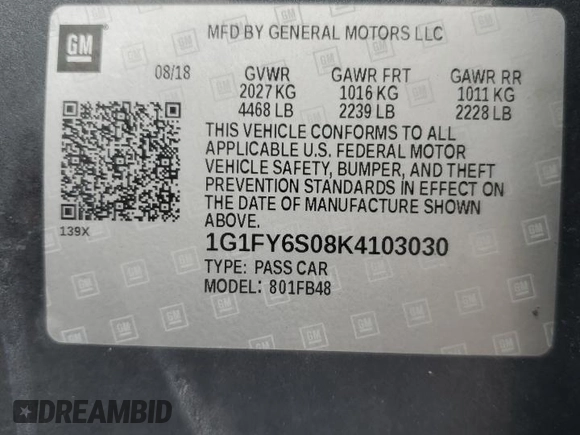 GM
MFD BY GENERAL MOTORS LLC
08/18
GVWR GAWR FRT GAWR RR
2027 KG 1016 KG 1011 KG
4468 LB 2239 LB 2228 LB
THIS VEHICLE CONFORMS TO ALL
APPLICABLE U.S. FEDERAL MOTOR
VEHICLE SAFETY, BUMPER, AND THEFT
PREVENTION STANDARDS IN EFFECT ON
THE DATE OF MANUFACTURE SHOWN
ABOVE.
139X
1G1FY6S08K4103030
TYPE: PASS CAR
MODEL: 801FB48
DREAMBID